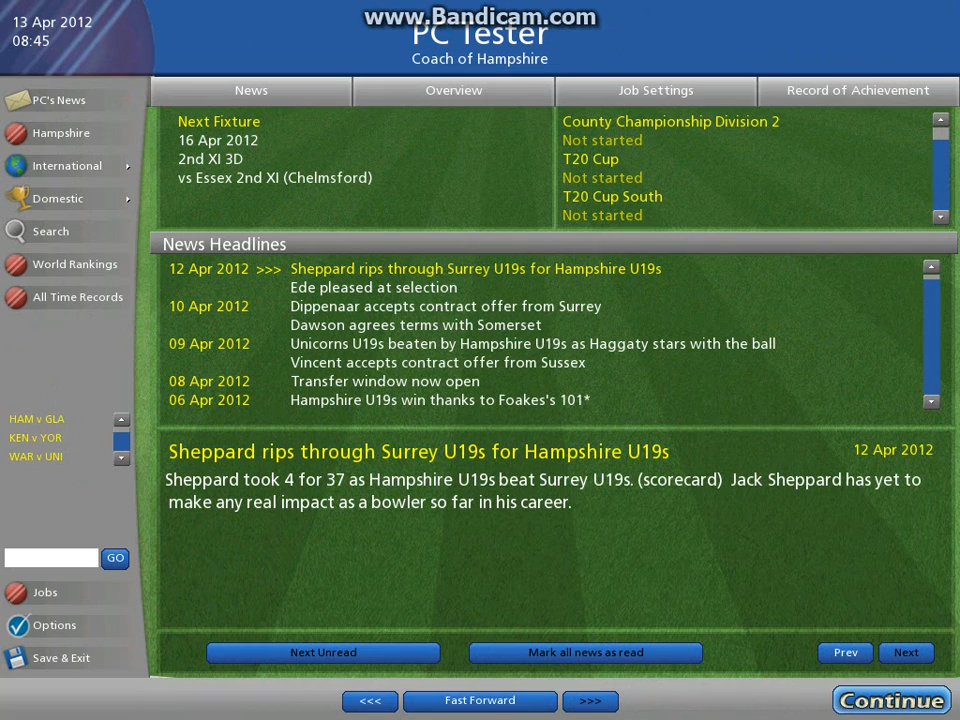 13 Apr 2012
08:45
www.Bandicam.com
PC Tester
Coach of Hampshire
News
Overview
Job Settings
Record of Achievement
PC's News
Hampshire
International
Domestic
Search
World Rankings
All Time Records
Next Fixture
16 Apr 2012
2nd XI 3D
vs Essex 2nd XI (Chelmsford)
County Championship Division 2
Not started
T20 Cup
Not started
T20 Cup South
Not started
News Headlines
12 Apr 2012 >>> Sheppard rips through Surrey U19s for Hampshire U19s
Ede pleased at selection
10 Apr 2012 Dippenaar accepts contract offer from Surrey
Dawson agrees terms with Somerset
09 Apr 2012 Unicorns U19s beaten by Hampshire U19s as Haggaty stars with the ball
Vincent accepts contract offer from Sussex
08 Apr 2012 Transfer window now open
06 Apr 2012 Hampshire U19s win thanks to Foakes's 101*
HAM v GLA
KEN v YOR
WAR v UNI
Sheppard rips through Surrey U19s for Hampshire U19s 12 Apr 2012
Sheppard took 4 for 37 as Hampshire U19s beat Surrey U19s. (scorecard) Jack Sheppard has yet to
make any real impact as a bowler so far in his career.
GO
Jobs
Options
Save & Exit
Next Unread
Mark all news as read
Prev
Next
<<<
Fast Forward
>>>
Continue